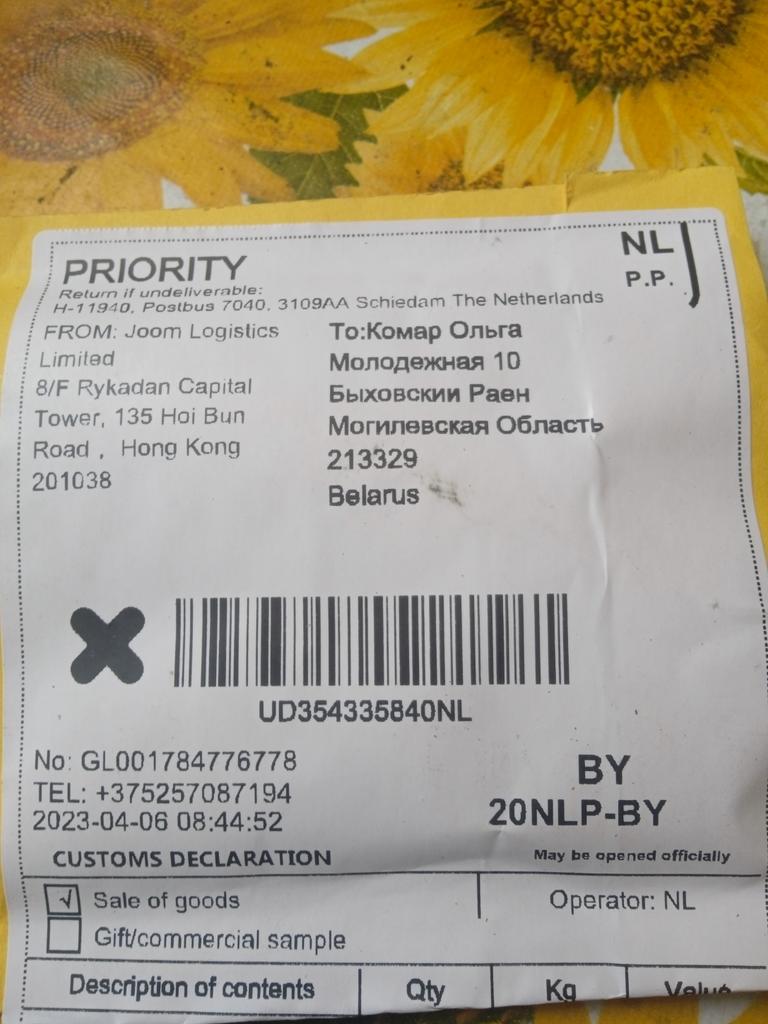 PRIORITY
NL
P.P.
Return if undeliverable:
H-11940, Postbus 7040, 3109AA Schiedam The Netherlands
FROM: Joom Logistics
Limited
8/F Rykadan Capital
Tower, 135 Hoi Bun
Road , Hong Kong
201038
To:Комар Ольга
Молодежная 10
Быховскии Раен
Могилевская Область
213329
Belarus
UD354335840NL
No: GL001784776778
TEL: +375257087194
2023-04-06 08:44:52
BY
20NLP-BY
CUSTOMS DECLARATION
May be opened officially
Sale of goods
Operator: NL
Gift/commercial sample
Description of contents Qty Kg Value